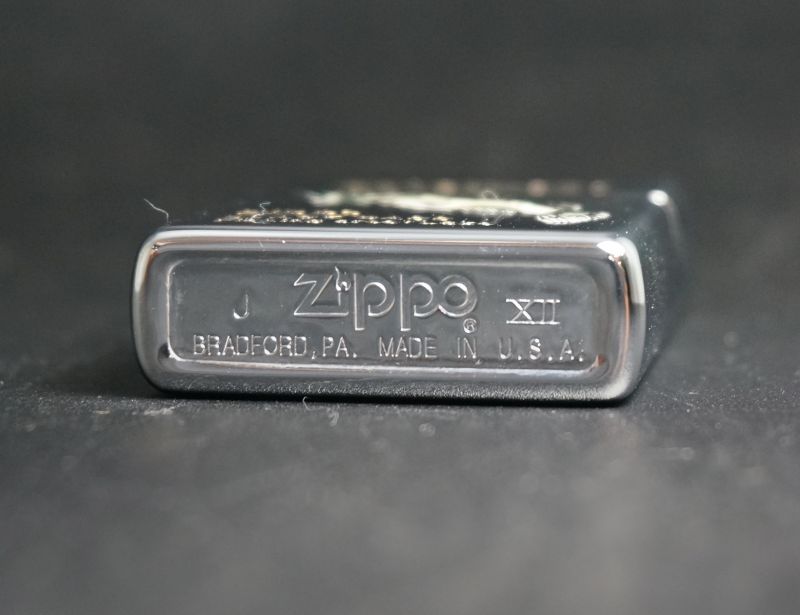 J Zippo® XII
BRADFORD, PA. MADE IN U.S.A.